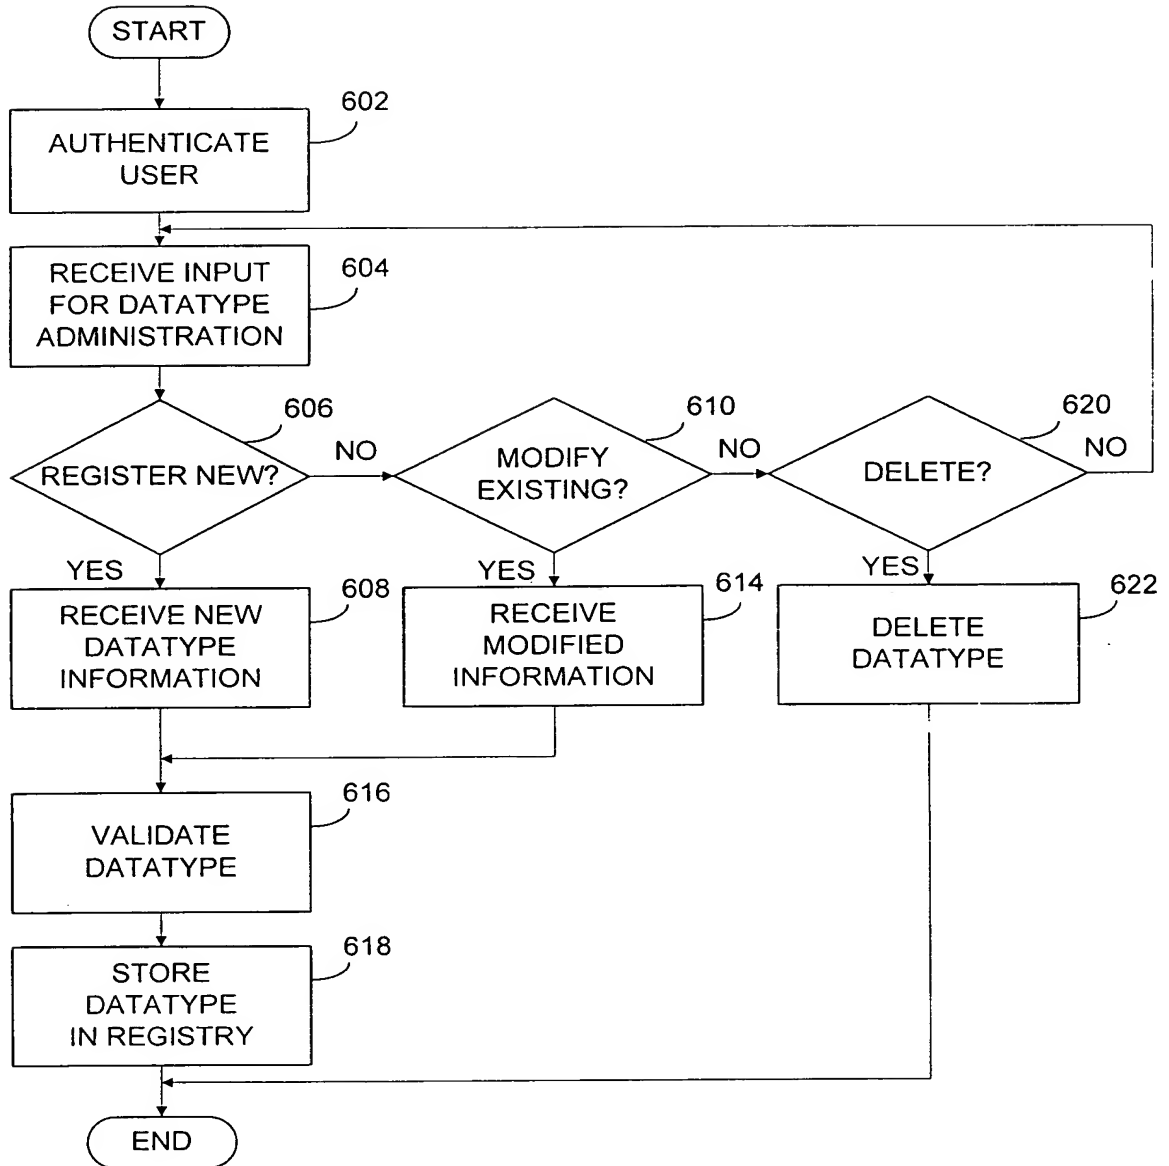 START
602
AUTHENTICATE
USER
604
RECEIVE INPUT
FOR DATATYPE
ADMINISTRATION
606
REGISTER NEW?
NO
610
MODIFY
EXISTING?
NO
620
DELETE?
NO
YES
608
RECEIVE NEW
DATATYPE
INFORMATION
YES
614
RECEIVE
MODIFIED
INFORMATION
YES
622
DELETE
DATATYPE
616
VALIDATE
DATATYPE
618
STORE
DATATYPE
IN REGISTRY
END